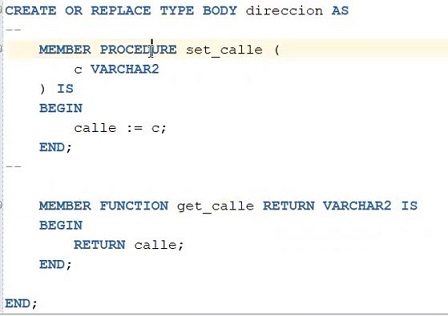 CREATE OR REPLACE TYPE BODY direccion AS
--
MEMBER PROCEDURE set_calle (
c VARCHAR2
) IS
BEGIN
calle := c;
END;
--
MEMBER FUNCTION get_calle RETURN VARCHAR2 IS
BEGIN
RETURN calle;
END;
END;